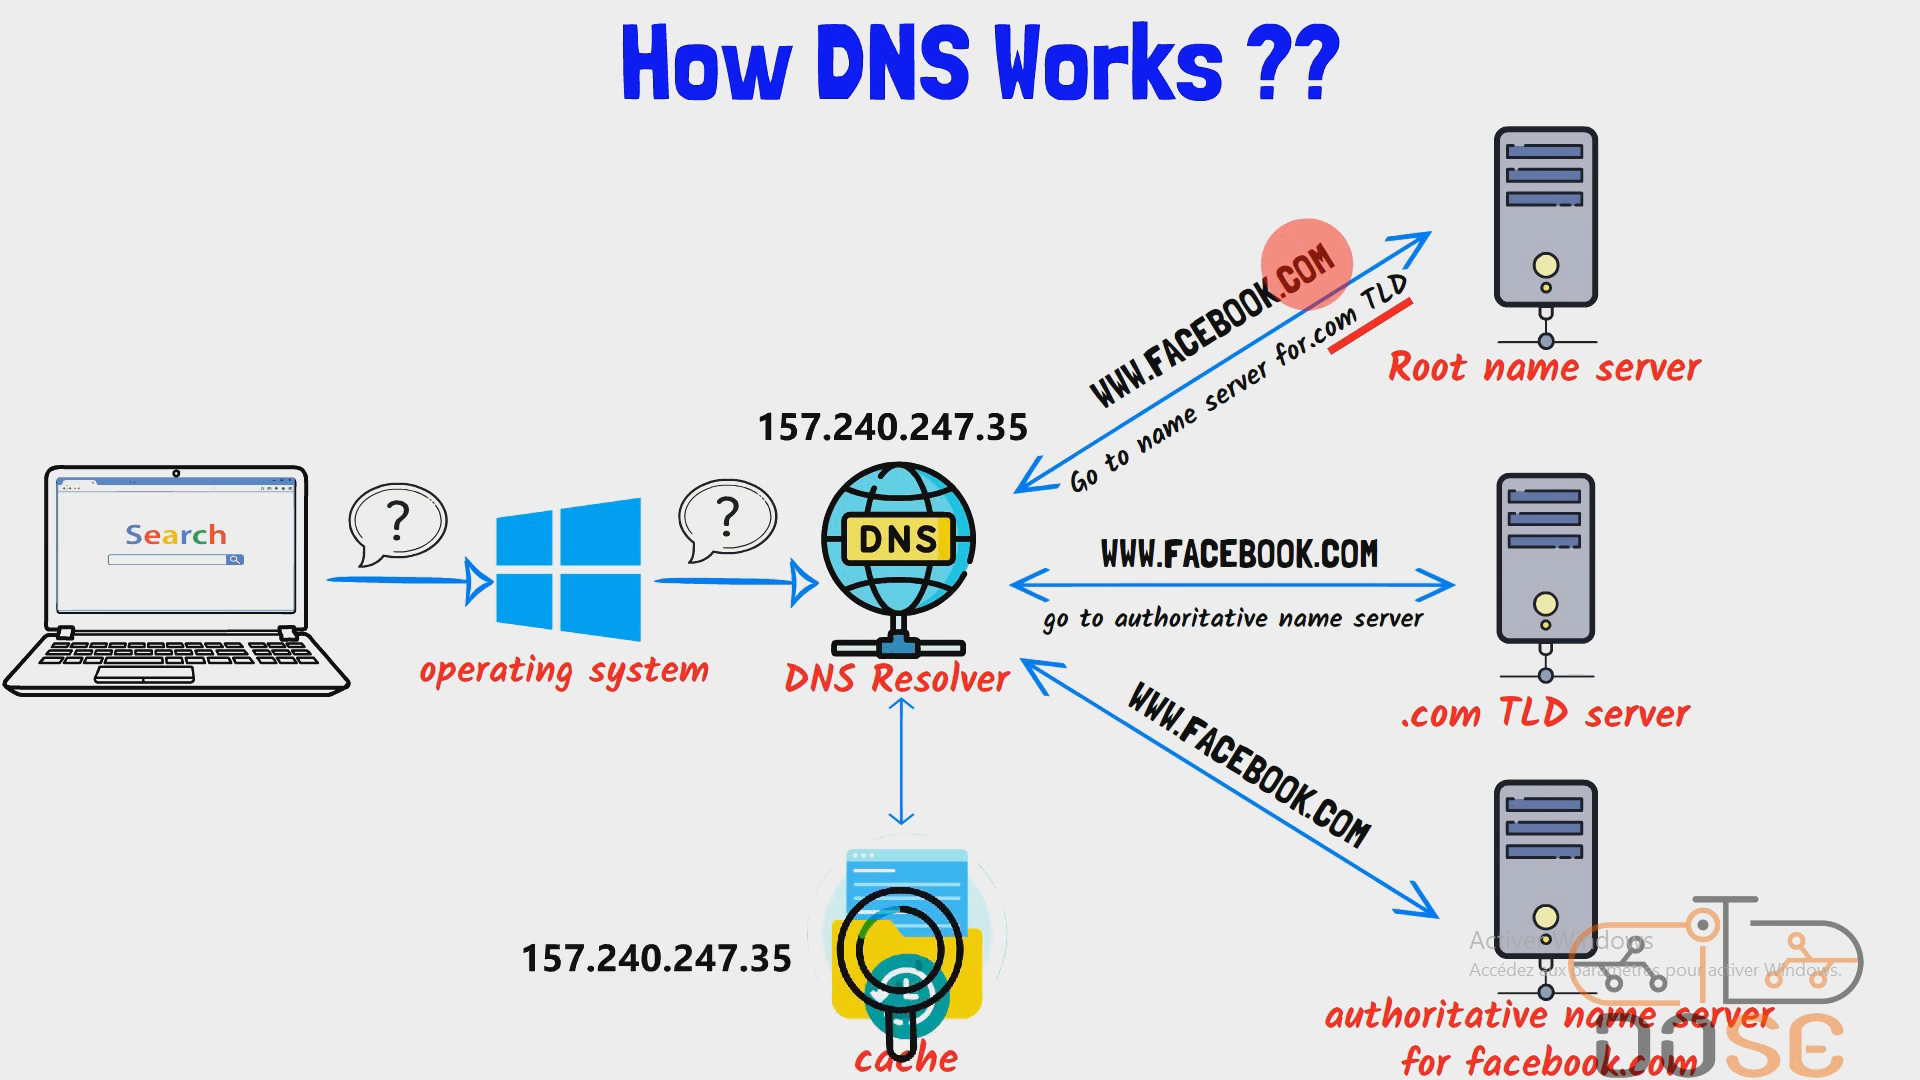 How DNS Works ??
WWW.FACEBOOK.COM
Go to name server for.com TLD
Root name server
157.240.247.35
Search
?
?
DNS
WWW.FACEBOOK.COM
go to authoritative name server
operating system
DNS Resolver
.com TLD server
WWW.FACEBOOK.COM
157.240.247.35
cache
Activer Windows
Accédez aux paramètres pour activer Windows.
authoritative name server
for facebook.com
DOSE